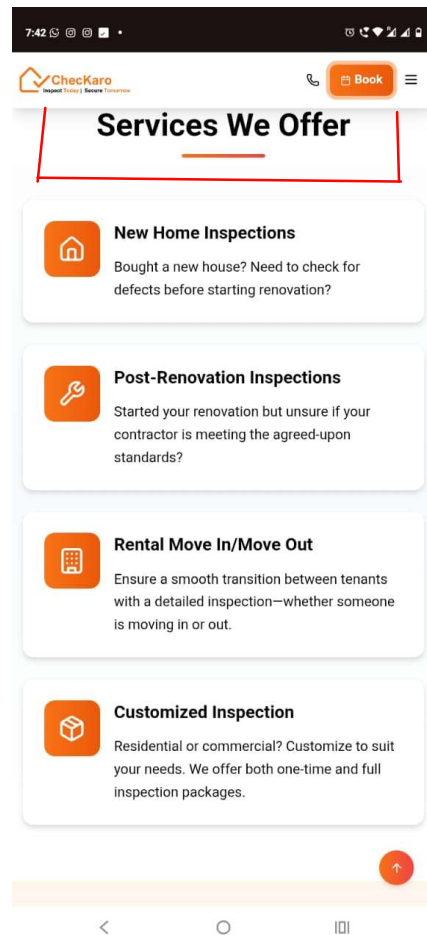 7:42
ChecKaro
Inspect Today | Secure Tomorrow
Book
Services We Offer
New Home Inspections
Bought a new house? Need to check for
defects before starting renovation?
Post-Renovation Inspections
Started your renovation but unsure if your
contractor is meeting the agreed-upon
standards?
Rental Move In/Move Out
Ensure a smooth transition between tenants
with a detailed inspection—whether someone
is moving in or out.
Customized Inspection
Residential or commercial? Customize to suit
your needs. We offer both one-time and full
inspection packages.